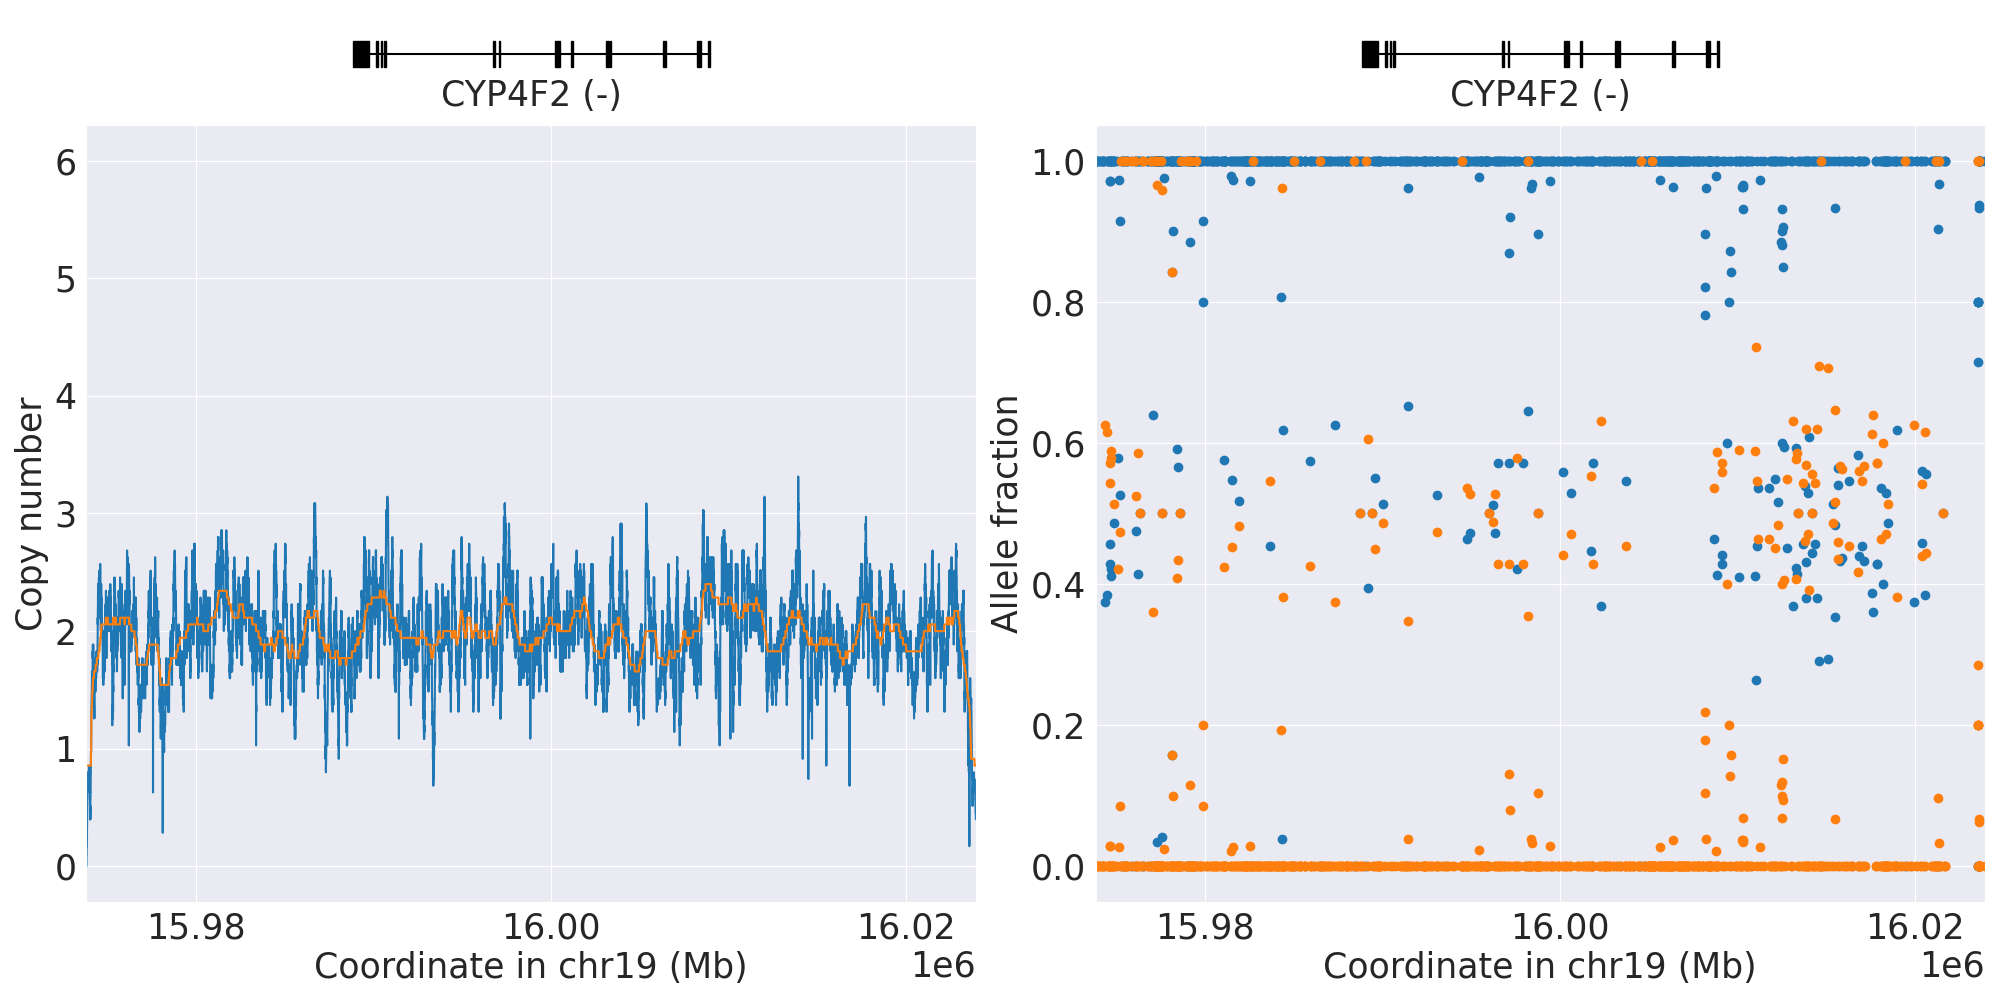 CYP4F2 (-)
Copy number
6
5
4
3
2
1
0
15.98
16.00
16.02
Coordinate in chr19 (Mb)
1e6
CYP4F2 (-)
Allele fraction
1.0
0.8
0.6
0.4
0.2
0.0
15.98
16.00
16.02
Coordinate in chr19 (Mb)
1e6